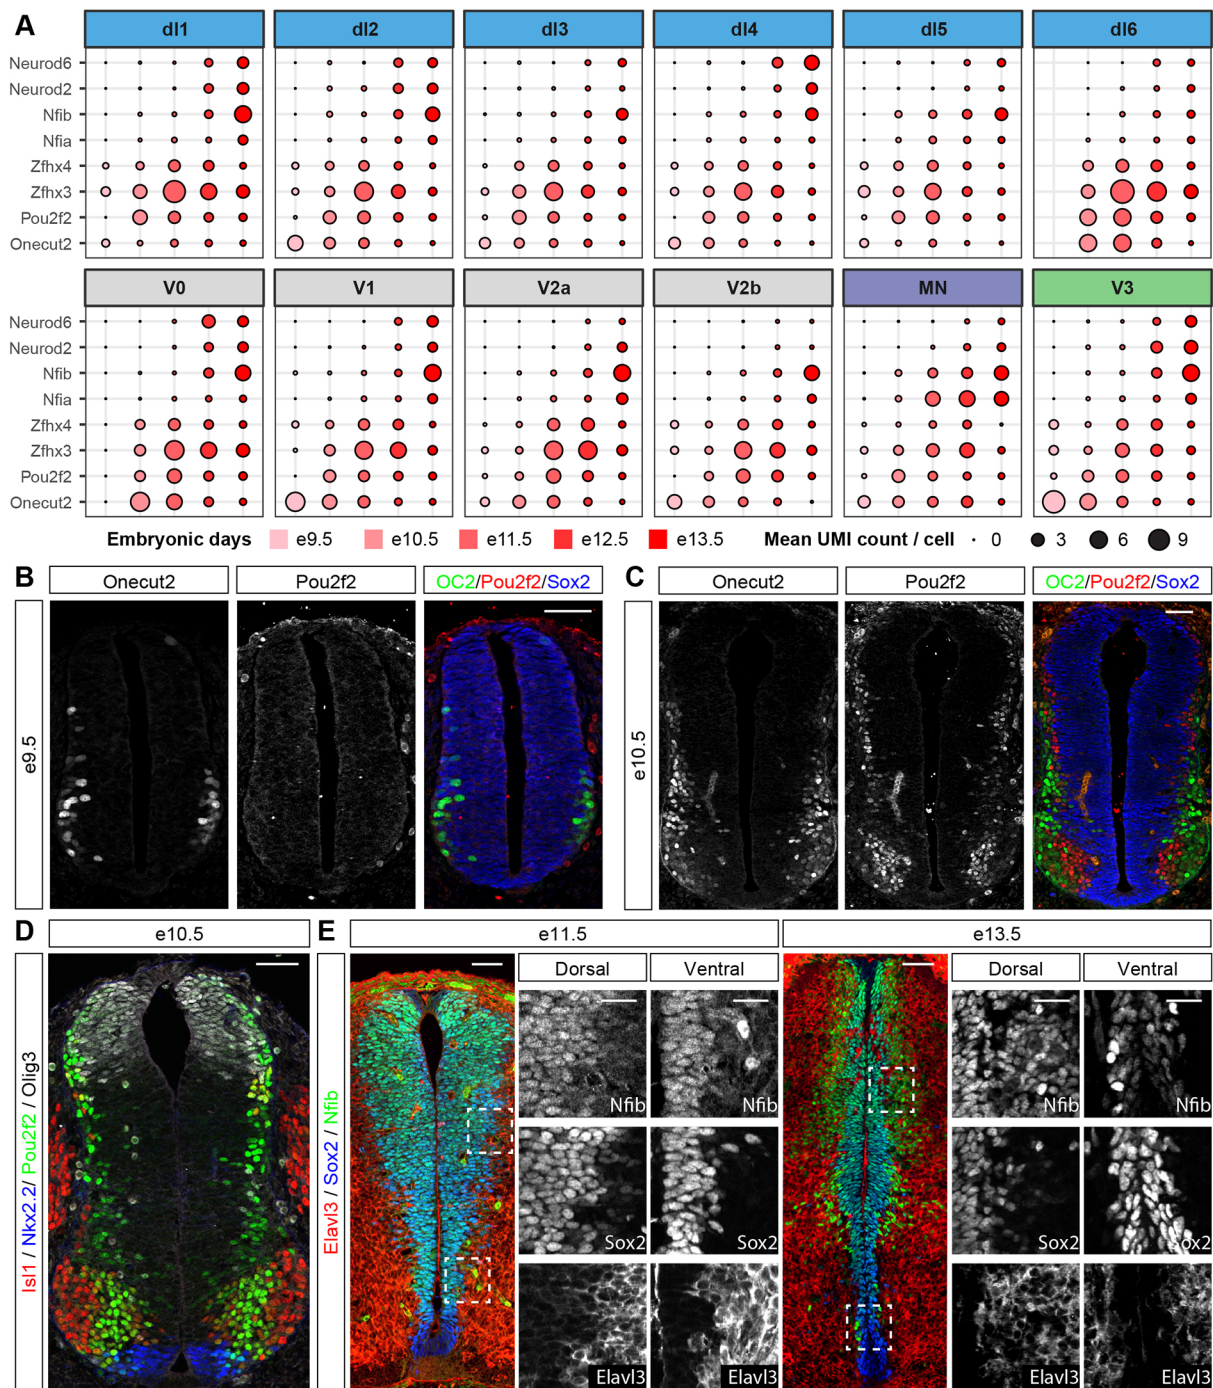 A
dI1 dI2 dI3 dI4 dI5 dI6
Neurod6
Neurod2
Nfib
Nfia
Zfhx4
Zfhx3
Pou2f2
Onecut2
V0 V1 V2a V2b MN V3
Neurod6
Neurod2
Nfib
Nfia
Zfhx4
Zfhx3
Pou2f2
Onecut2
Embryonic days e9.5 e10.5 e11.5 e12.5 e13.5 Mean UMI count / cell 0 3 6 9
B
Onecut2 Pou2f2 OC2/Pou2f2/Sox2
e9.5
C
Onecut2 Pou2f2 OC2/Pou2f2/Sox2
e10.5
D
e10.5
Isl1 / Nkx2.2/ Pou2f2 / Olig3
E
e11.5 e13.5
Elavl3 / Sox2 / Nfib
Dorsal Ventral Dorsal Ventral
Nfib Nfib Nfib Nfib
Sox2 Sox2 Sox2 Sox2
Elavl3 Elavl3 Elavl3 Elavl3